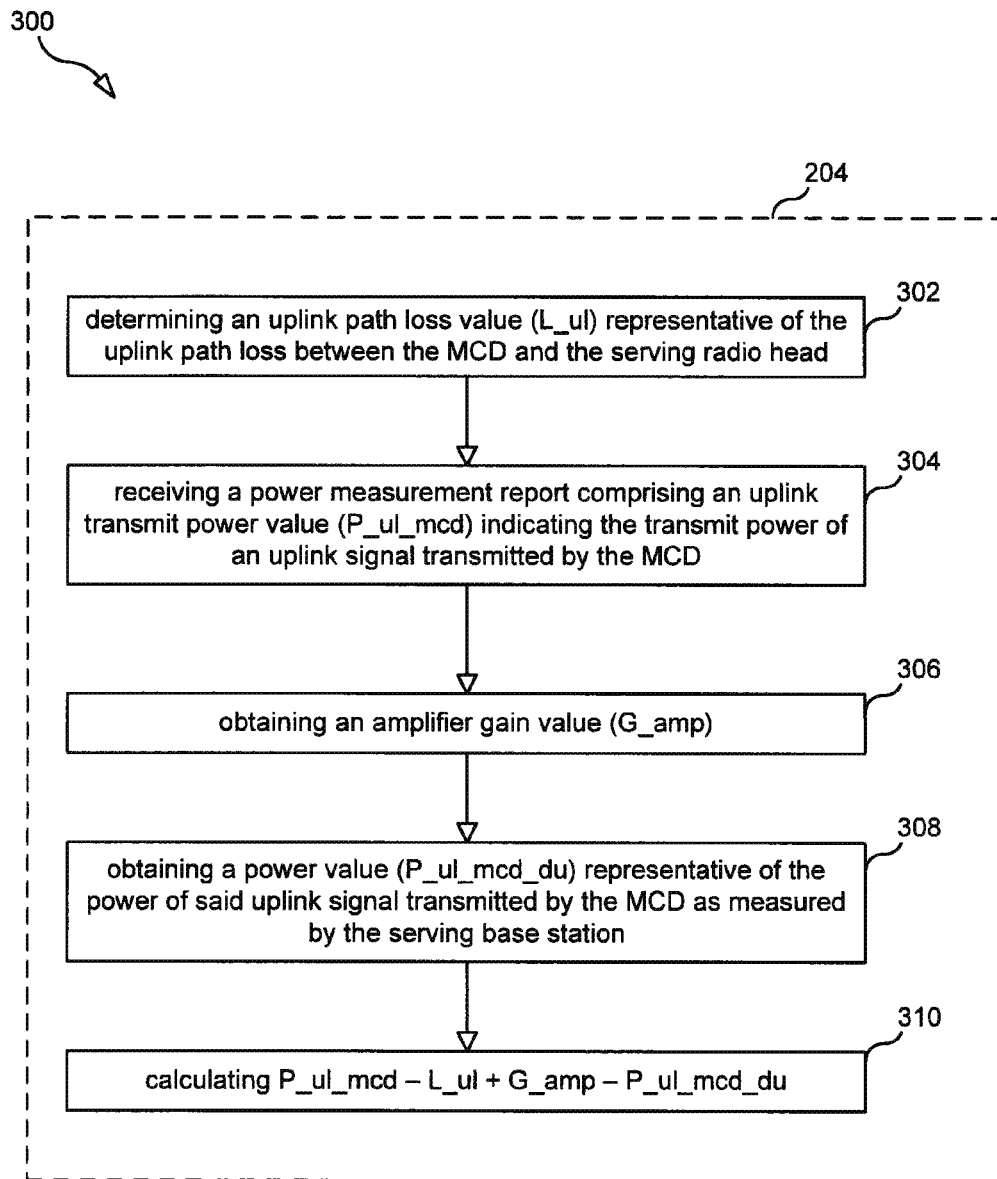 300
204
302
determining an uplink path loss value (L_ul) representative of the
uplink path loss between the MCD and the serving radio head
304
receiving a power measurement report comprising an uplink
transmit power value (P_ul_mcd) indicating the transmit power of
an uplink signal transmitted by the MCD
306
obtaining an amplifier gain value (G_amp)
308
obtaining a power value (P_ul_mcd_du) representative of the
power of said uplink signal transmitted by the MCD as measured
by the serving base station
310
calculating P_ul_mcd – L_ul + G_amp – P_ul_mcd_du